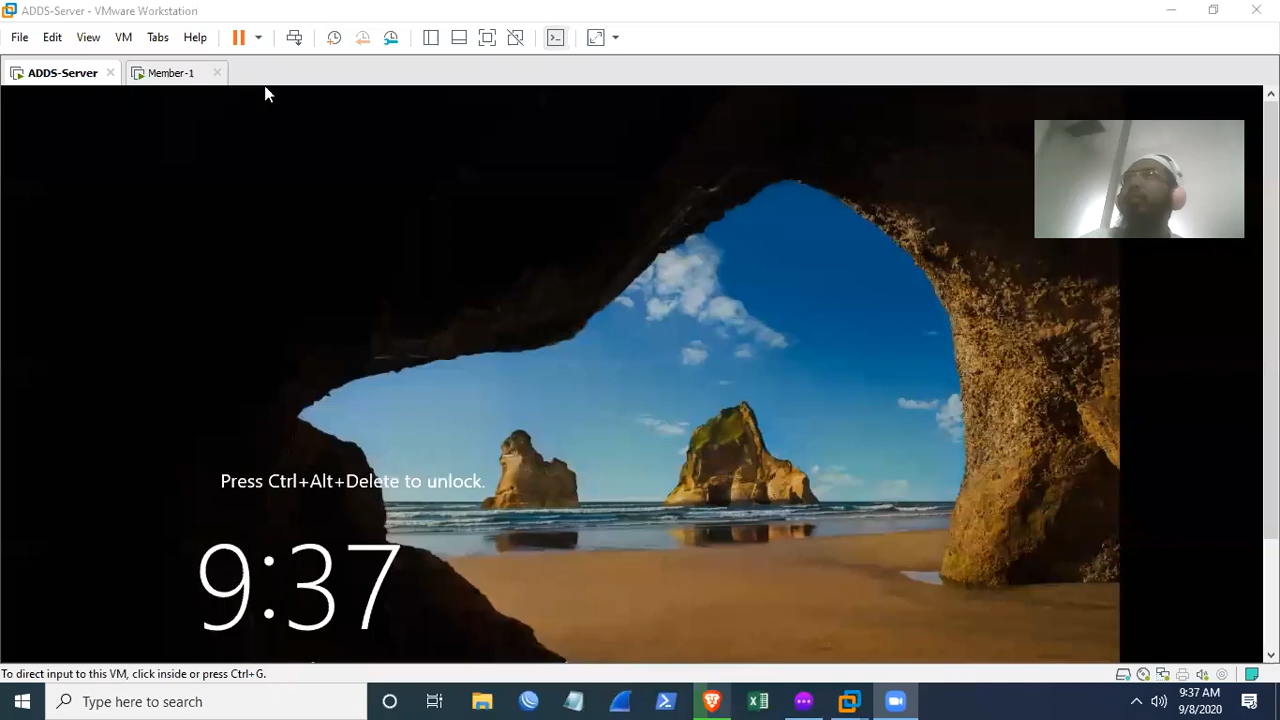 ADDS-Server - VMware Workstation
File Edit View VM Tabs Help
ADDS-Server Member-1
Press Ctrl+Alt+Delete to unlock.
9:37
To direct input to this VM, click inside or press Ctrl+G.
Type here to search
9:37 AM
9/8/2020